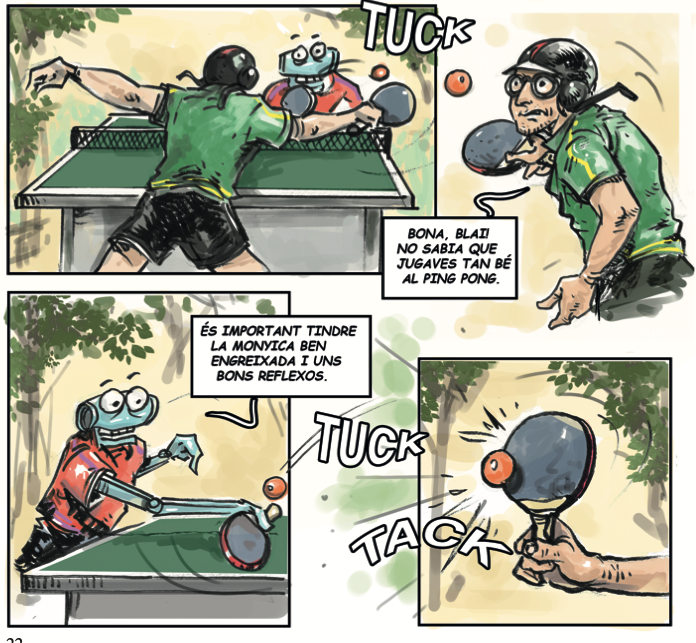 TUCK
BONA, BLAI!
NO SABIA QUE
JUGAVES TAN BÉ
AL PING PONG.
ÉS IMPORTANT TINDRE
LA MONYICA BEN
ENGREIXADA I UNS
BONS REFLEXOS.
TUCK
TACK